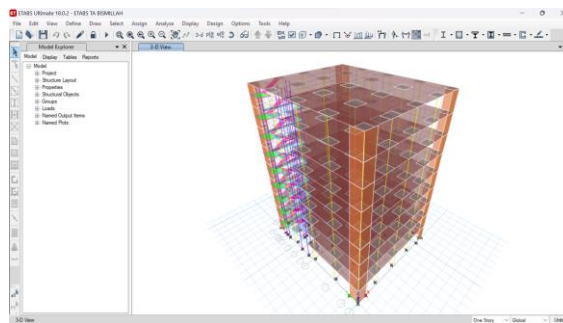 ETABS Ultimate 18.0.2 - ETABS TA BISMILLAH
File Edit View Define Draw Select Assign Analyze Display Design Options Tools Help
Model Explorer
3-D View
Model Display Tables Reports
Model
Project
Structure Layout
Properties
Structural Objects
Groups
Loads
Named Output Items
Named Plots
3-D View
One Story
Global